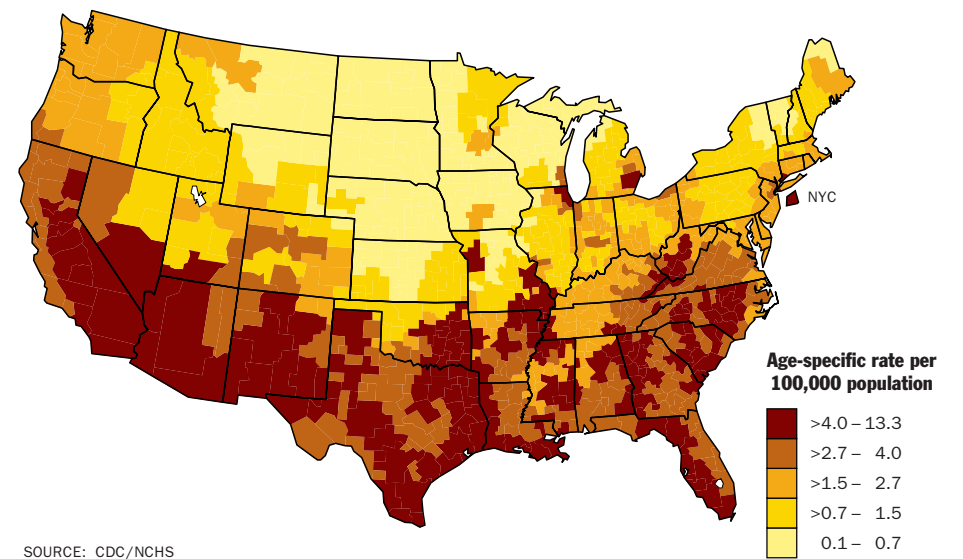 NYC
Age-specific rate per
100,000 population
>4.0 – 13.3
>2.7 – 4.0
>1.5 – 2.7
>0.7 – 1.5
0.1 – 0.7
SOURCE: CDC/NCHS